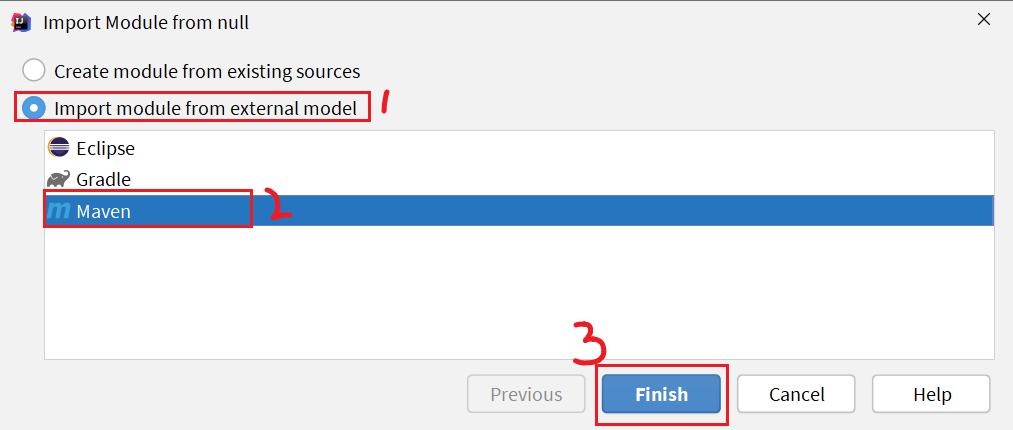 Import Module from null
Create module from existing sources
Import module from external model 1
Eclipse
Gradle
m Maven 2
3
Previous Finish Cancel Help